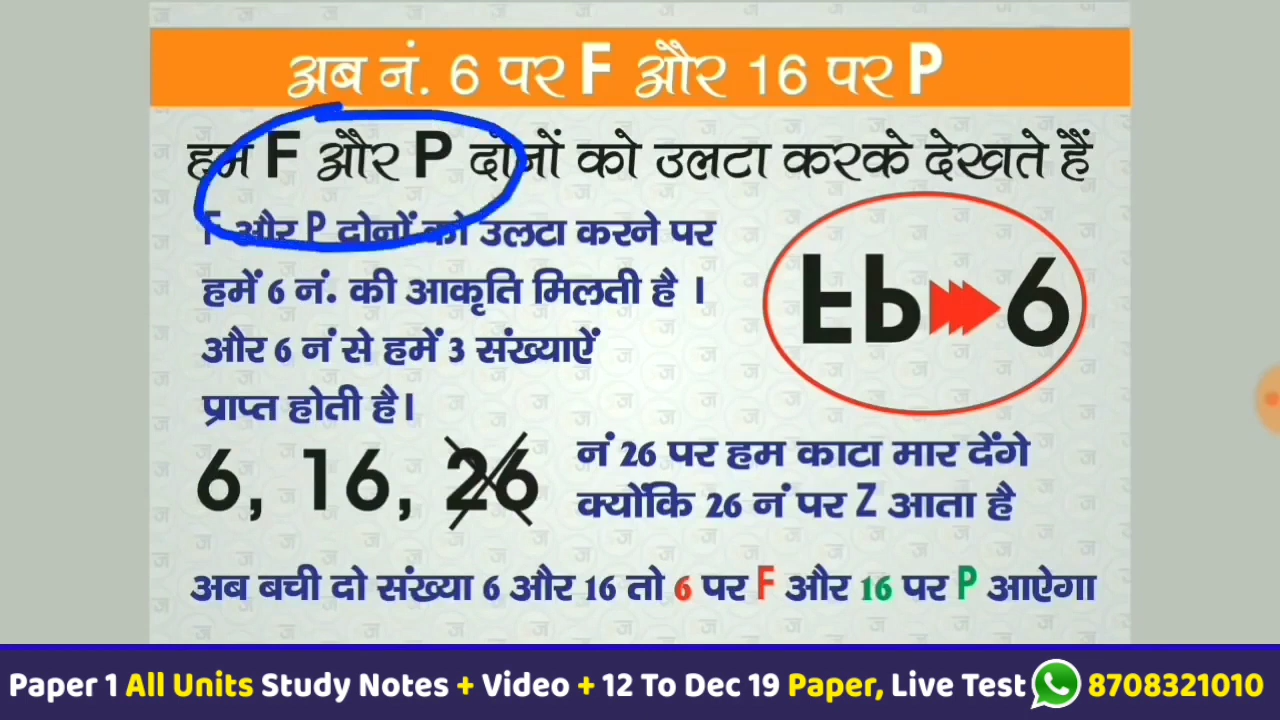 अब नं. 6 पर F और 16 पर P
हम F और P दोनों को उलटा करके देखते हैं
F और P दोनों को उलटा करने पर
हमें 6 नं. की आकृति मिलती है ।
और 6 नं से हमें 3 संख्याऐं
प्राप्त होती है।
6
6, 16, 26
नं 26 पर हम काटा मार देंगे
क्योंकि 26 नं पर Z आता है
अब बची दो संख्या 6 और 16 तो 6 पर F और 16 पर P आऐगा
Paper 1 All Units Study Notes + Video + 12 To Dec 19 Paper, Live Test 8708321010